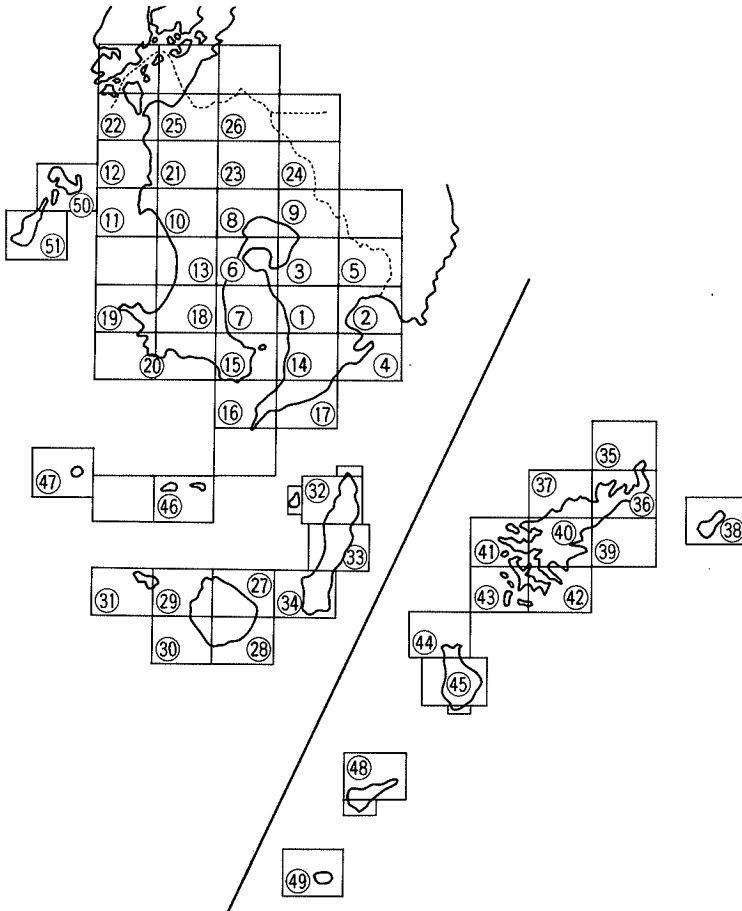 ㉒ ㉕ ㉖
⑫ ㉑ ㉓ ㉔
㊿
⑪ ⑩ ⑧ ⑨
51
⑬ ⑥ ③ ⑤
⑲ ⑱ ⑦ ① ②
⑳ ⑮ ⑭ ④
⑯ ⑰
㊼
㊻
㉜
㉝
㉛ ㉙ ㉗ ㉞
㉚ ㉘
㉟
㊲
㊱
㊳
㊶ ㊵ ㊴
㊸ ㊷
㊹
㊺
㊽
㊾